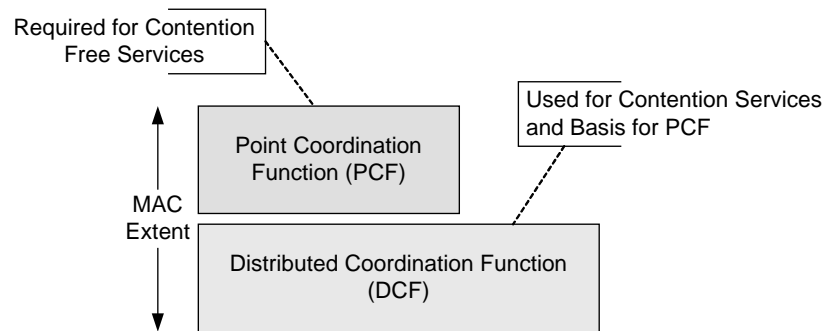 Required for Contention
Free Services
Used for Contention Services
and Basis for PCF
Point Coordination
Function (PCF)
MAC
Extent
Distributed Coordination Function
(DCF)